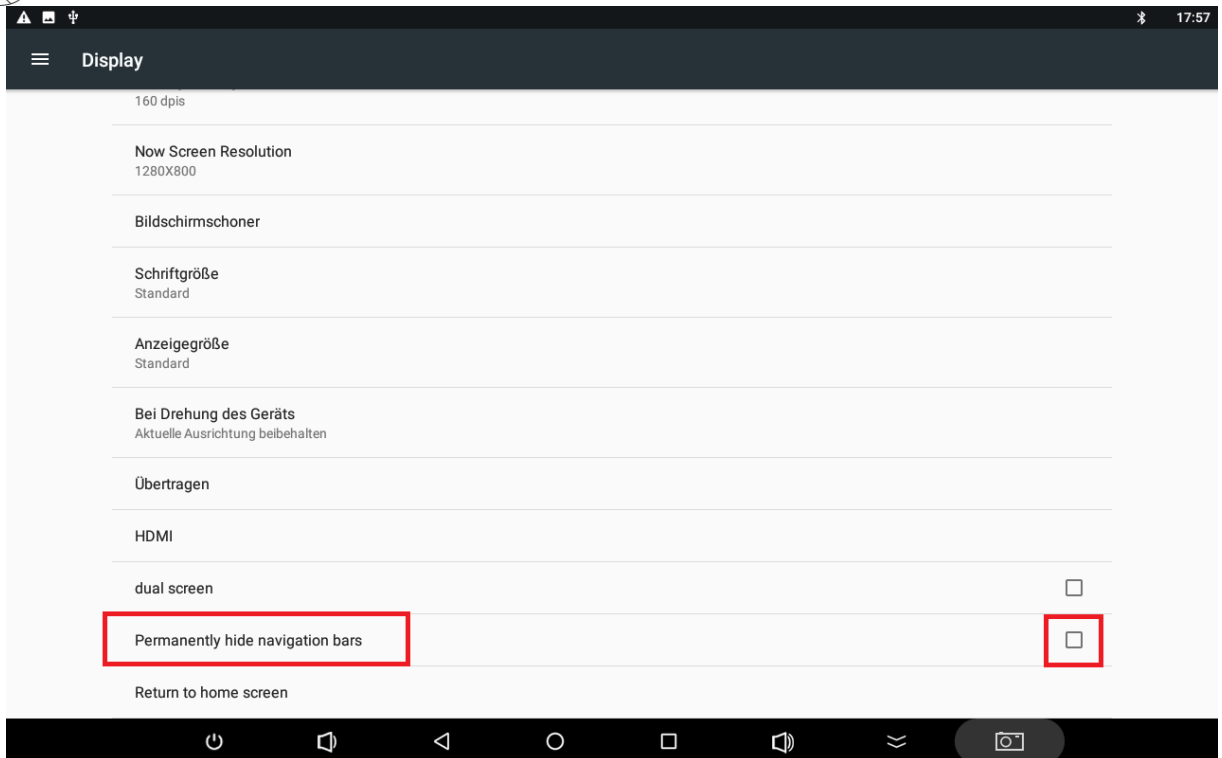 17:57
Display
160 dpis
Now Screen Resolution
1280X800
Bildschirmschoner
Schriftgröße
Standard
Anzeigegröße
Standard
Bei Drehung des Geräts
Aktuelle Ausrichtung beibehalten
Übertragen
HDMI
dual screen
Permanently hide navigation bars
Return to home screen